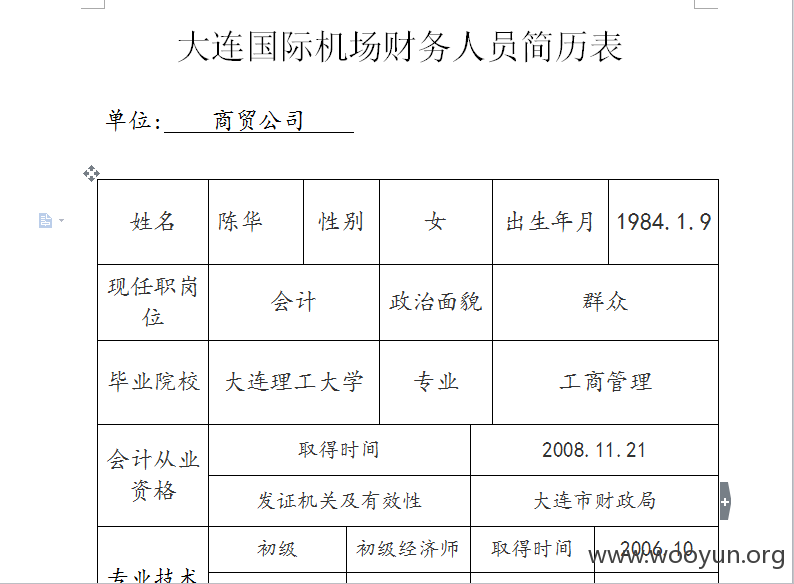 大连国际机场财务人员简历表
单位: 商贸公司
姓名 陈华 性别 女 出生年月 1984.1.9
现任职岗位 会计 政治面貌 群众
毕业院校 大连理工大学 专业 工商管理
会计从业资格 取得时间 2008.11.21
发证机关及有效性 大连市财政局
专业技术 初级 初级经济师 取得时间 2006.10
www.wooyun.org